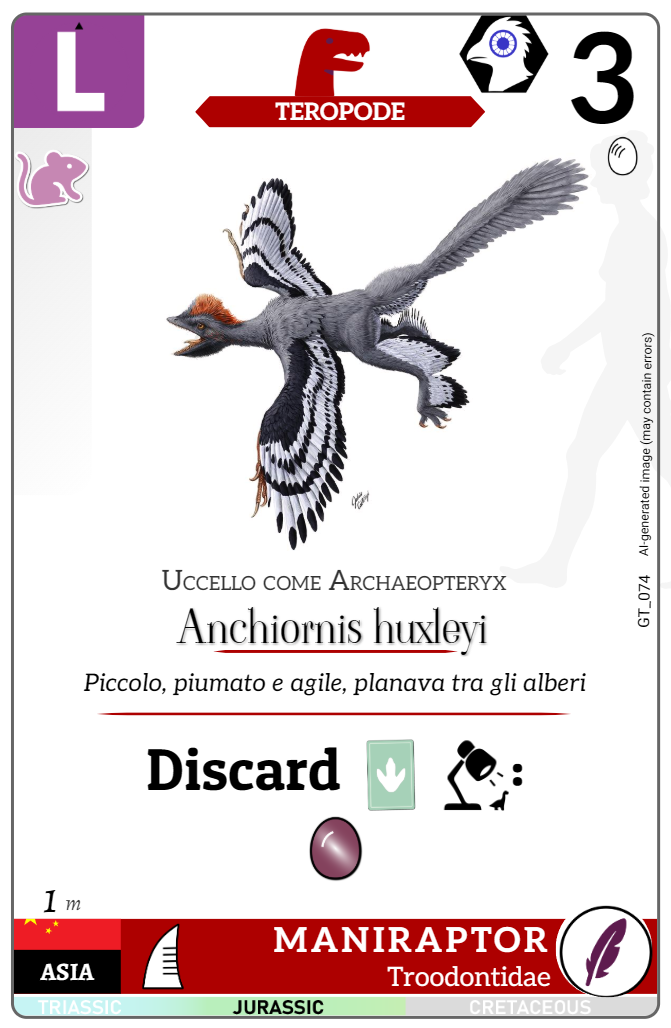 L
TEROPODE
3
AI-generated image (may contain errors)
GT_074
Uccello come Archaeopteryx
Anchiornis huxleyi
Piccolo, piumato e agile, planava tra gli alberi
Discard :
1 m
MANIRAPTOR
ASIA
Troodontidae
TRIASSIC JURASSIC CRETACEOUS